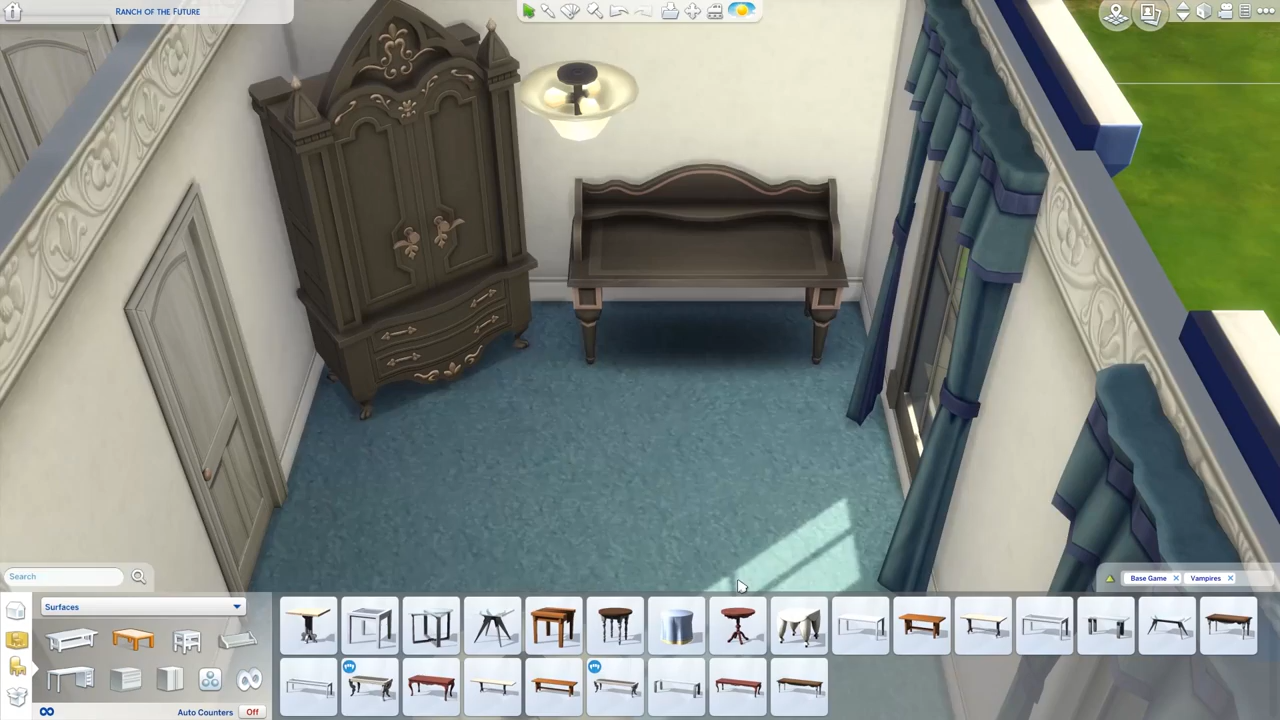 Ranch of the Future
Search
Base Game
Vampires
Surfaces
Auto Counters
Off